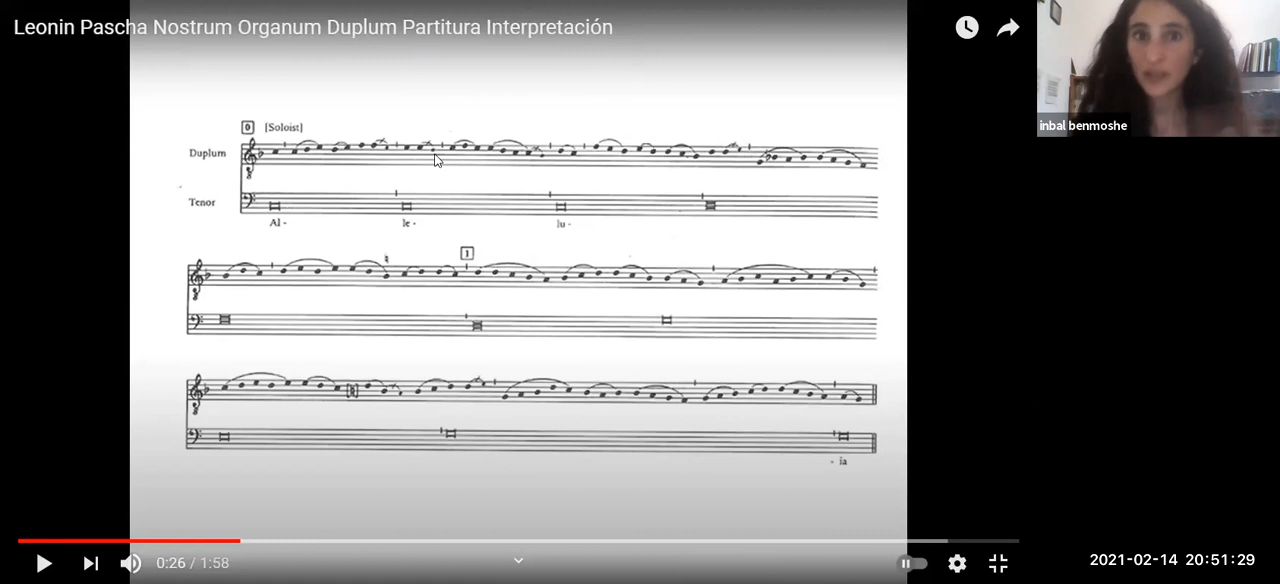 Leonin Pascha Nostrum Organum Duplum Partitura Interpretación
inbal benmoshe
0 [Soloist]
Duplum
Tenor
Al- le- lu-
1
- ia
0:26 / 1:58
2021-02-14 20:51:29